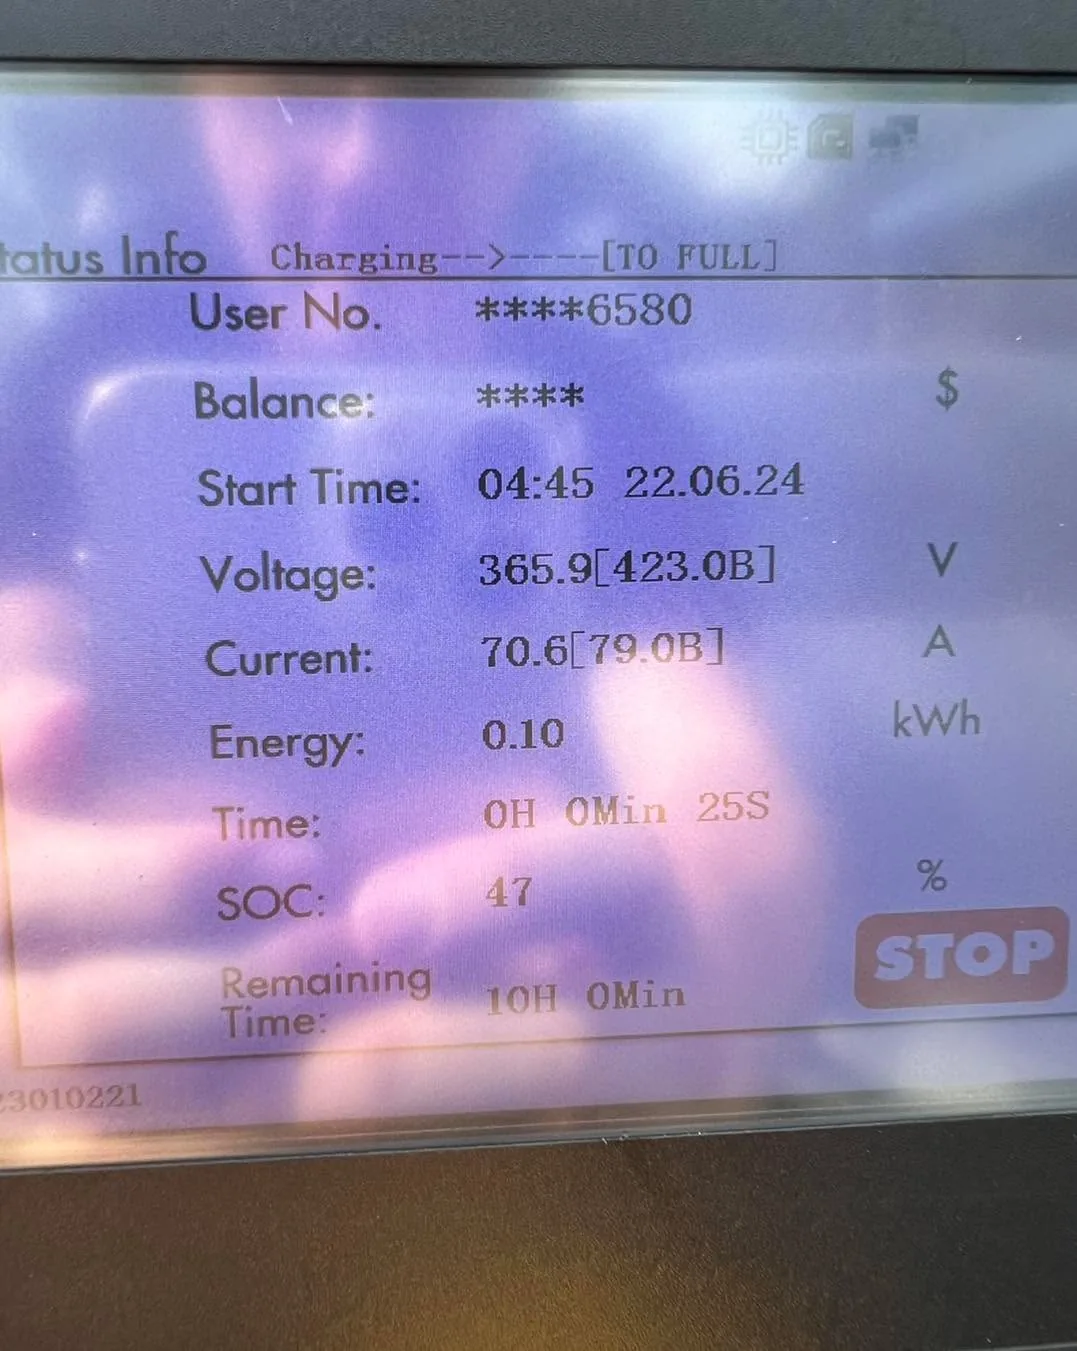 tatus Info Charging-->----[TO FULL]
User No. ****6580
Balance: **** $
Start Time: 04:45 22.06.24
Voltage: 365.9[423.0B] V
Current: 70.6[79.0B] A
Energy: 0.10 kWh
Time: 0H 0Min 25S
SOC: 47 %
STOP
Remaining
Time: 10H 0Min
3010221